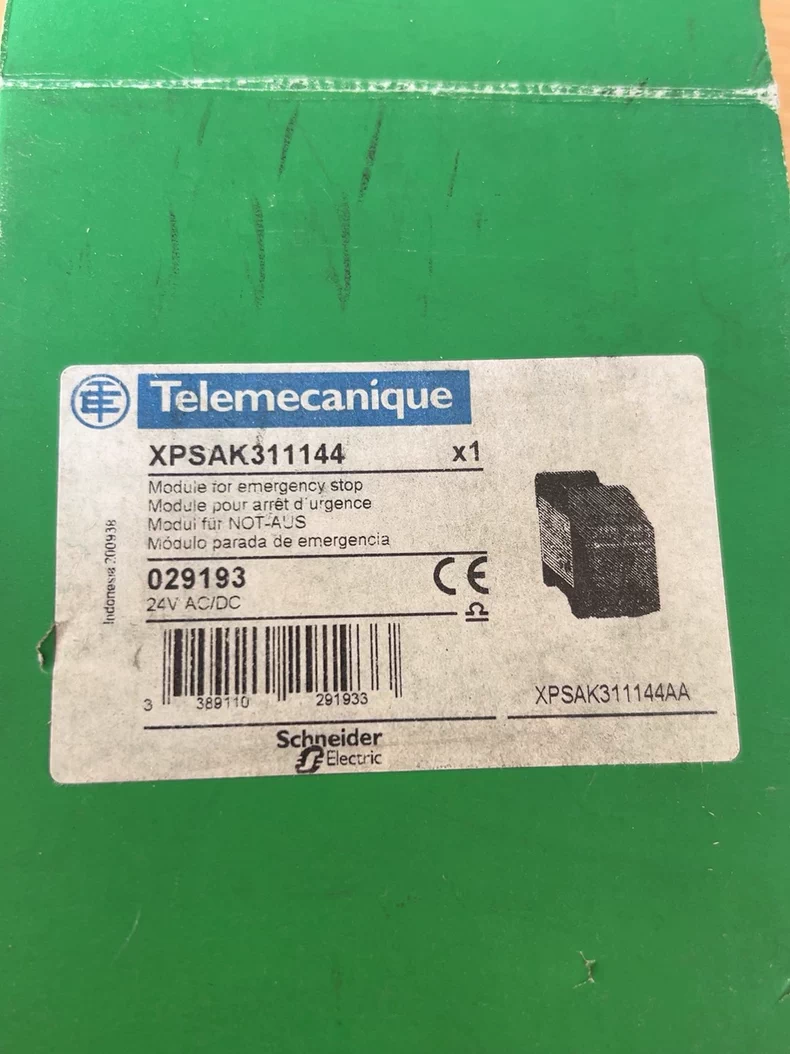 Telemecanique
XPSAK311144 x1
Module for emergency stop
Module pour arrêt d'urgence
Modul für NOT-AUS
Módulo parada de emergencia
029193 CE
24V AC/DC
Indonesia 200938
3 389110 291933
XPSAK311144AA
Schneider
Electric